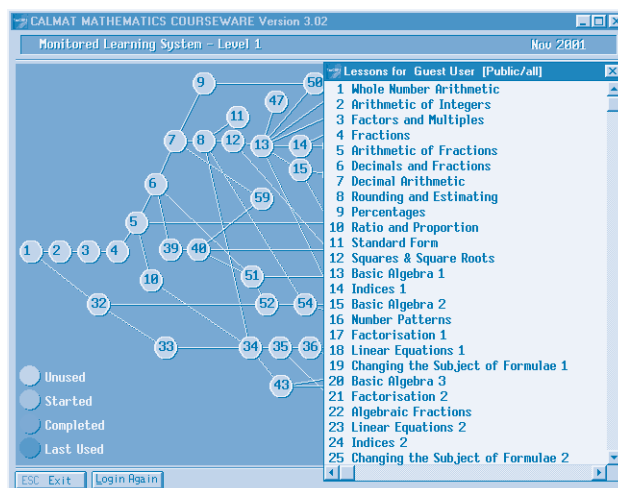 CALMAT MATHEMATICS COURSEWARE Version 3.02
Monitored Learning System - Level 1
Nov 2001
Lessons for Guest User [Public/all]
1 Whole Number Arithmetic
2 Arithmetic of Integers
3 Factors and Multiples
4 Fractions
5 Arithmetic of Fractions
6 Decimals and Fractions
7 Decimal Arithmetic
8 Rounding and Estimating
9 Percentages
10 Ratio and Proportion
11 Standard Form
12 Squares & Square Roots
13 Basic Algebra 1
14 Indices 1
15 Basic Algebra 2
16 Number Patterns
17 Factorisation 1
18 Linear Equations 1
19 Changing the Subject of Formulae 1
20 Basic Algebra 3
21 Factorisation 2
22 Algebraic Fractions
23 Linear Equations 2
24 Indices 2
25 Changing the Subject of Formulae 2
9
50
47
11
7
8
12
13
14
15
6
59
5
1
2
3
4
39
40
10
51
32
52
54
33
34
35
36
43
Unused
Started
Completed
Last Used
ESC Exit
Login Again